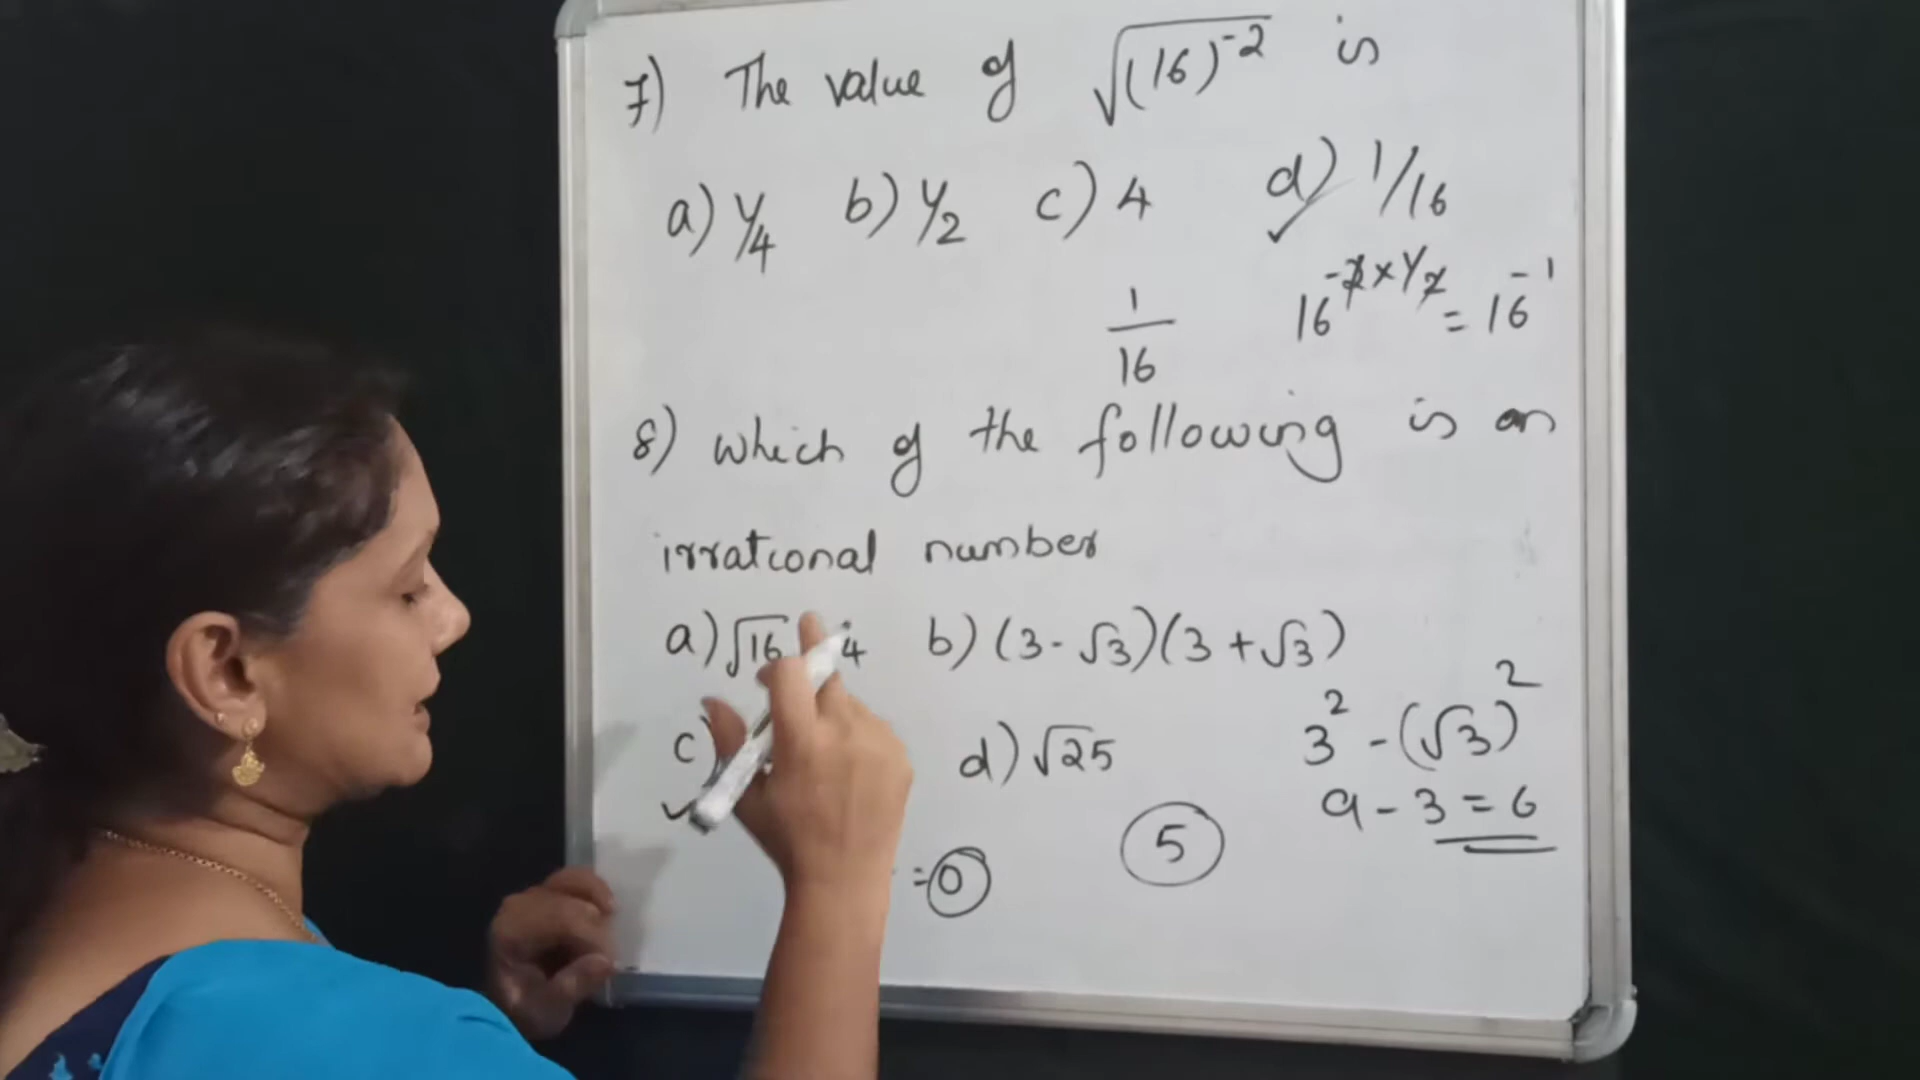 7) The value of √(16)⁻² is
a) 1/4 b) 1/2 c) 4 d) 1/16
16⁻²ˣ¹/² = 16⁻¹
1/16
8) which of the following is an
irrational number
a) √16 4 b) (3-√3)(3+√3)
3² - (√3)²
c) d) √25
9 - 3 = 6
5
= 0